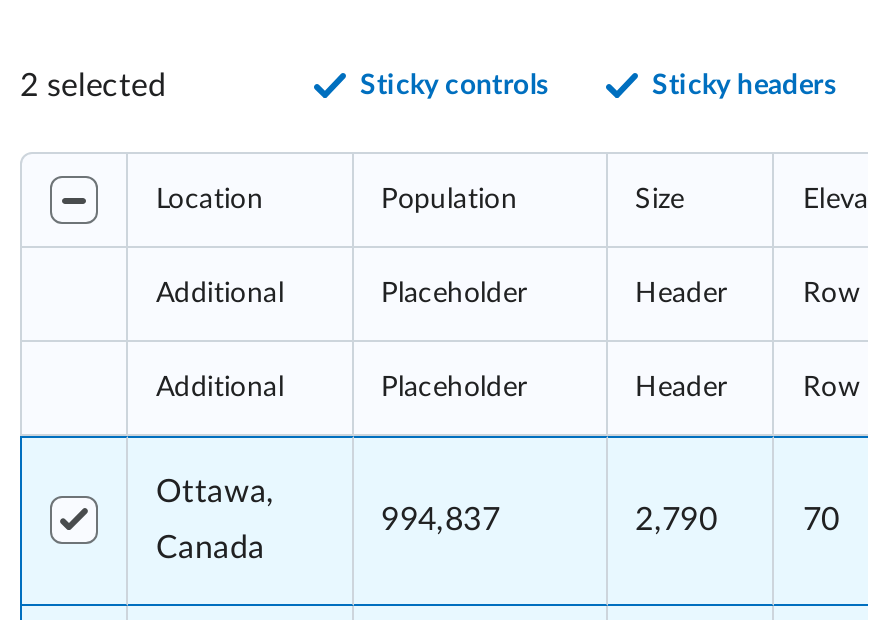 2 selected Sticky controls Sticky headers
Location Population Size Eleva
Additional Placeholder Header Row
Additional Placeholder Header Row
Ottawa,
Canada 994,837 2,790 70